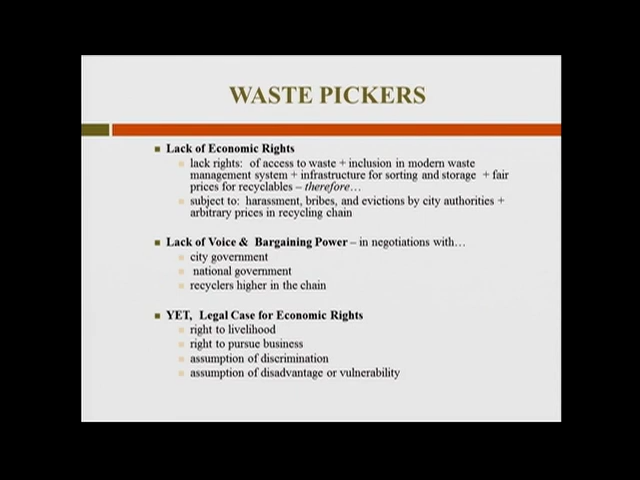 WASTE PICKERS
Lack of Economic Rights
lack rights: of access to waste + inclusion in modern waste
management system + infrastructure for sorting and storage + fair
prices for recyclables – therefore…
subject to: harassment, bribes, and evictions by city authorities +
arbitrary prices in recycling chain
Lack of Voice & Bargaining Power – in negotiations with…
city government
national government
recyclers higher in the chain
YET, Legal Case for Economic Rights
right to livelihood
right to pursue business
assumption of discrimination
assumption of disadvantage or vulnerability